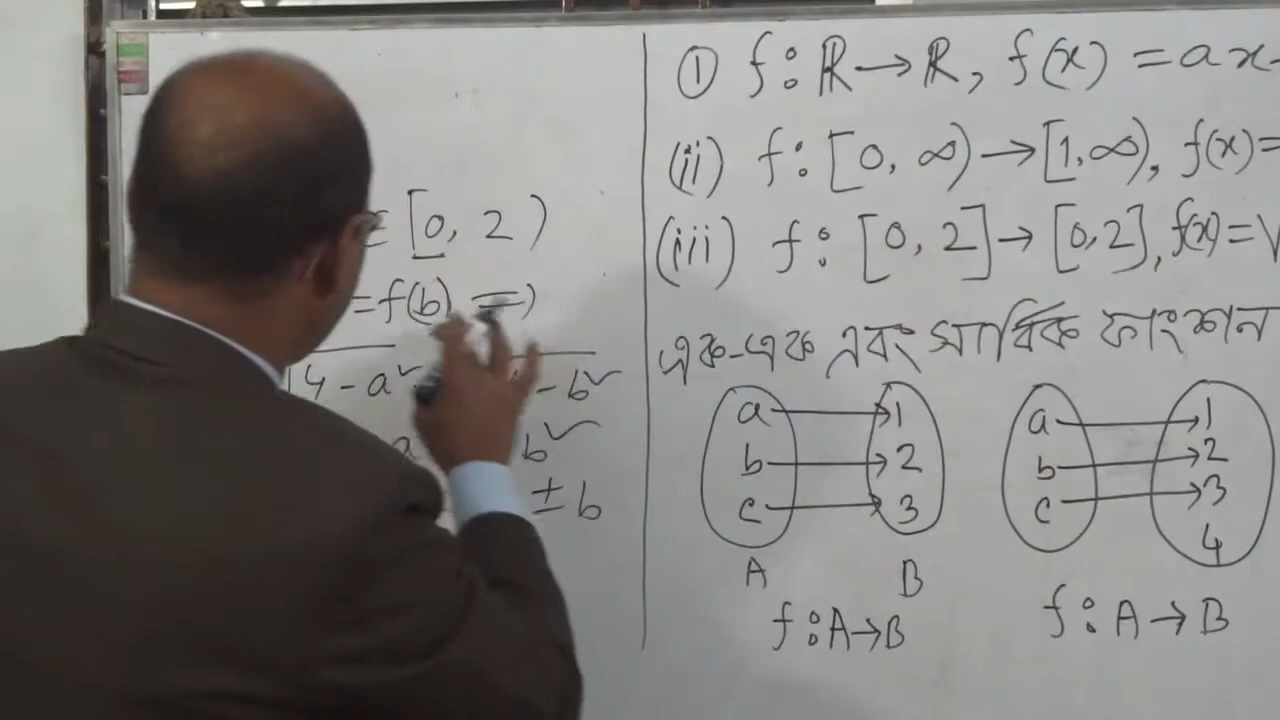 = [0, 2)
= f(b) ⇒
4 - a² - b²
a b²
± b
① f : ℝ → ℝ, f(x) = ax-
(ii) f : [0, ∞) → [1, ∞), f(x) =
(iii) f : [0, 2] → [0, 2], f(x) = √
এক-এক এবং সার্বিক ফাংশন
a 1
b 2
c 3
A B
f : A → B
a 1
b 2
c 3
4
f : A → B